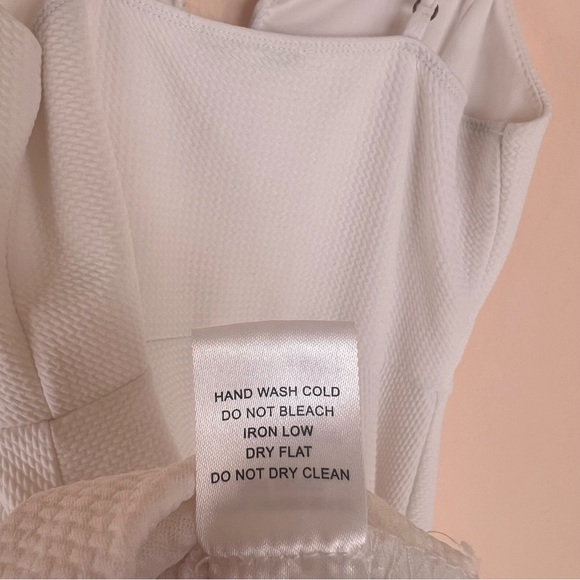 HAND WASH COLD
DO NOT BLEACH
IRON LOW
DRY FLAT
DO NOT DRY CLEAN